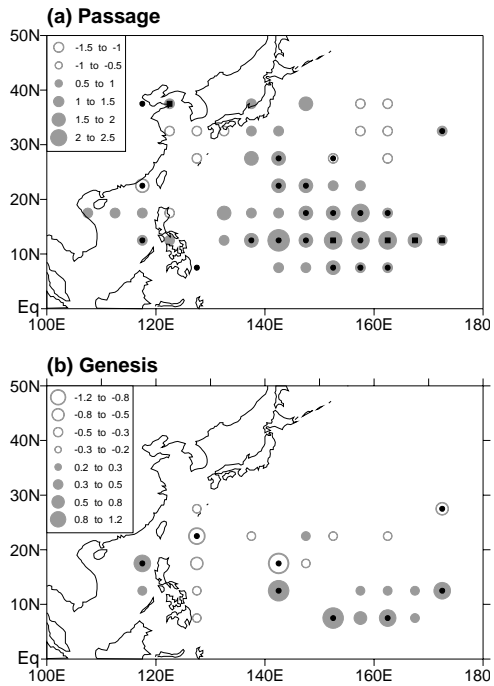 (a) Passage
50N
-1.5 to -1
-1 to -0.5
0.5 to 1
1 to 1.5
1.5 to 2
2 to 2.5
40N
30N
20N
10N
Eq
100E 120E 140E 160E 180
(b) Genesis
50N
-1.2 to -0.8
-0.8 to -0.5
-0.5 to -0.3
-0.3 to -0.2
0.2 to 0.3
0.3 to 0.5
0.5 to 0.8
0.8 to 1.2
40N
30N
20N
10N
Eq
100E 120E 140E 160E 180